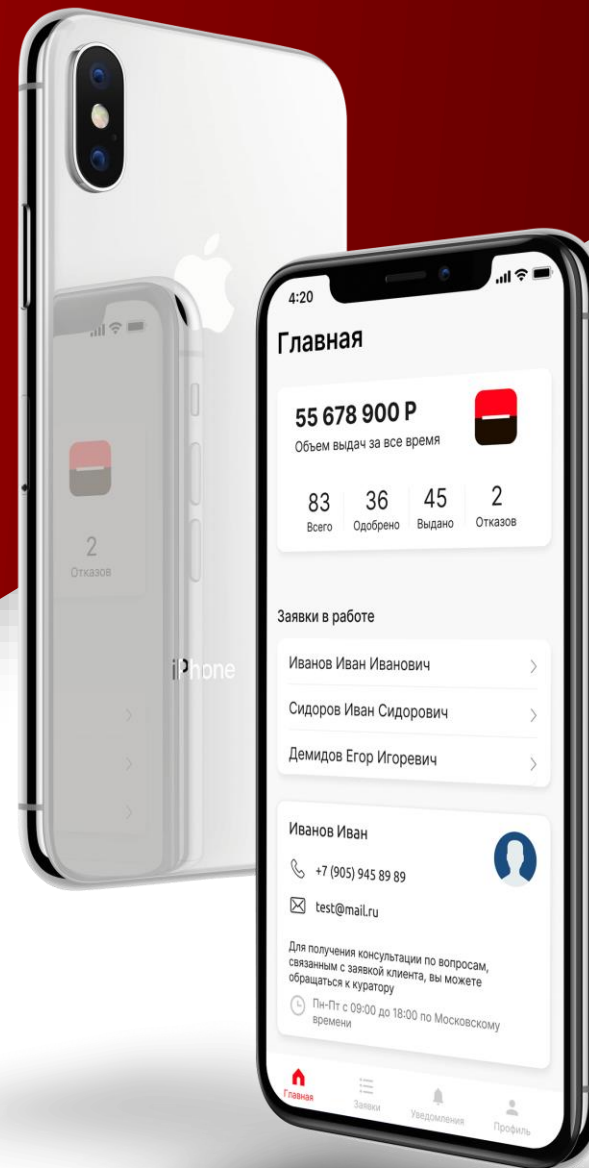 4:20
Главная
55 678 900 Р
Объем выдач за все время
83
36
45
2
Всего
Одобрено
Выдано
Отказов
Заявки в работе
Иванов Иван Иванович
Сидоров Иван Сидорович
Демидов Егор Игоревич
Иванов Иван
+7 (905) 945 89 89
test@mail.ru
Для получения консультации по вопросам,
связанным с заявкой клиента, вы можете
обращаться к куратору
Пн-Пт с 09:00 до 18:00 по Московскому
времени
Главная
Заявки
Уведомления
Профиль
2
Отказов
iPhone